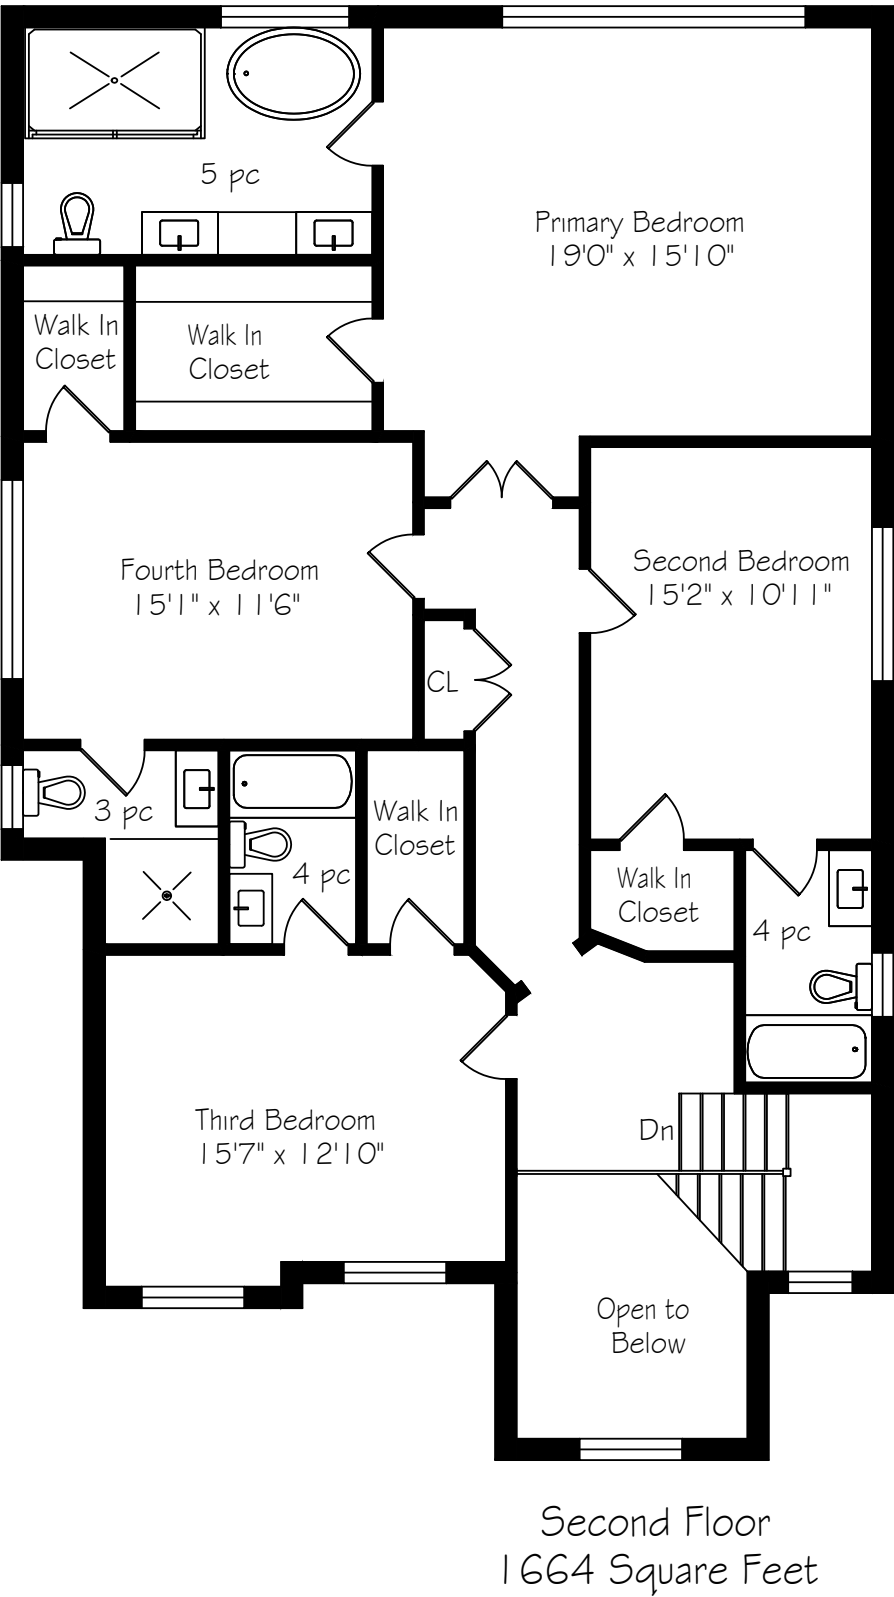 5 pc
Primary Bedroom
19'0" x 15'10"
Walk In
Closet
Walk In
Closet
Fourth Bedroom
15'1" x 11'6"
Second Bedroom
15'2" x 10'11"
CL
3 pc
Walk In
Closet
4 pc
Walk In
Closet
4 pc
Third Bedroom
15'7" x 12'10"
Dn
Open to
Below
Second Floor
1664 Square Feet